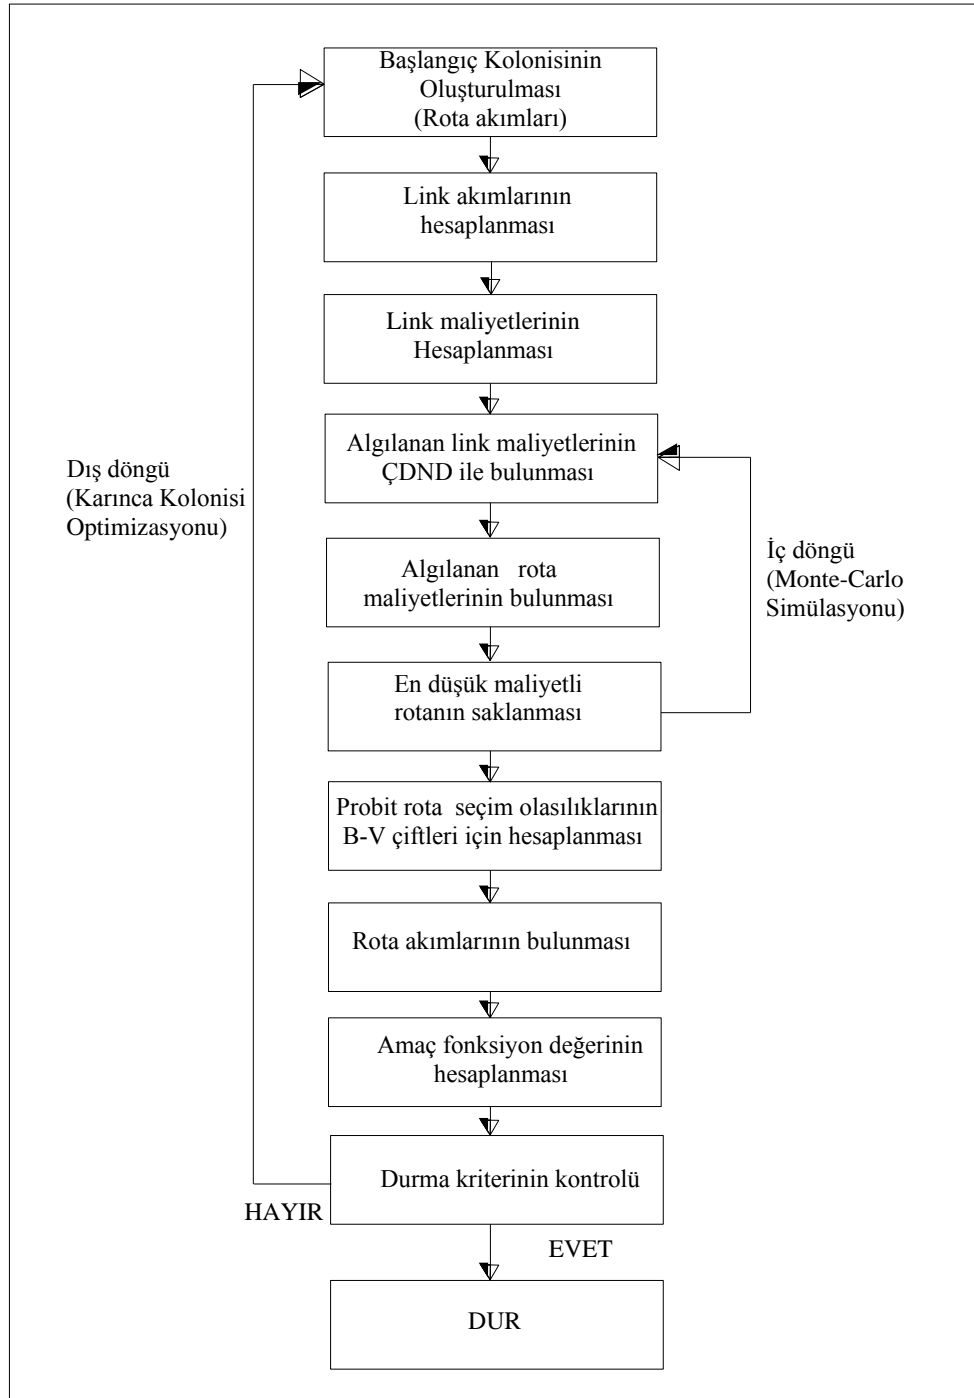 Başlangıç Kolonisinin
Oluşturulması
(Rota akımları)
Link akımlarının
hesaplanması
Link maliyetlerinin
Hesaplanması
Algılanan link maliyetlerinin
ÇDND ile bulunması
Dış döngü
(Karınca Kolonisi
Optimizasyonu)
İç döngü
(Monte-Carlo
Simülasyonu)
Algılanan rota
maliyetlerinin bulunması
En düşük maliyetli
rotanın saklanması
Probit rota seçim olasılıklarının
B-V çiftleri için hesaplanması
Rota akımlarının bulunması
Amaç fonksiyon değerinin
hesaplanması
Durma kriterinin kontrolü
HAYIR
EVET
DUR